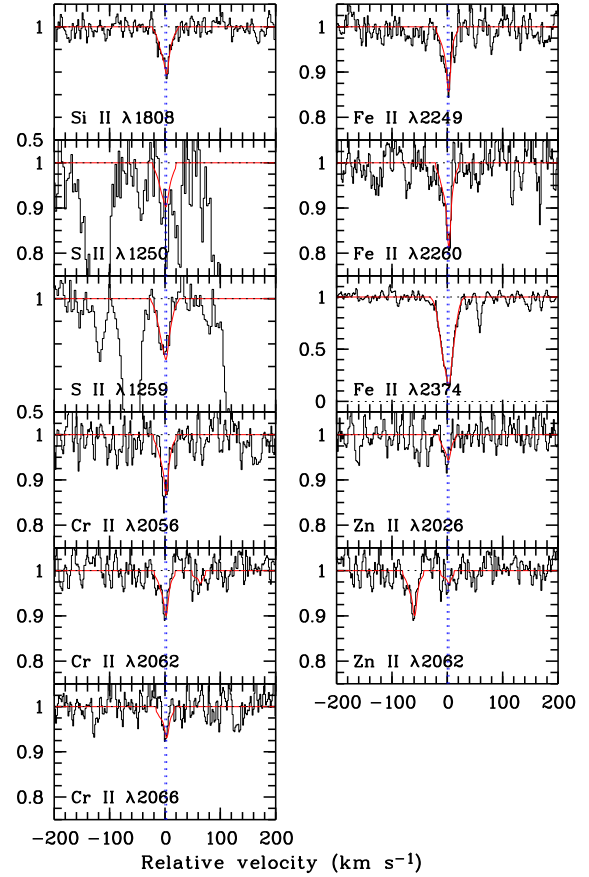 1
Si II λ1808
0.5
1
0.9
0.8
S II λ1250
1
S II λ1259
0.5
1
0.9
0.8
Cr II λ2056
1
0.9
0.8
Cr II λ2062
1
0.9
0.8
Cr II λ2066
−200 −100 0 100 200
1
0.9
0.8
Fe II λ2249
1
0.9
0.8
Fe II λ2260
1
0.5
0
Fe II λ2374
1
0.9
0.8
Zn II λ2026
1
0.9
0.8
Zn II λ2062
−200 −100 0 100 200
Relative velocity (km s⁻¹)